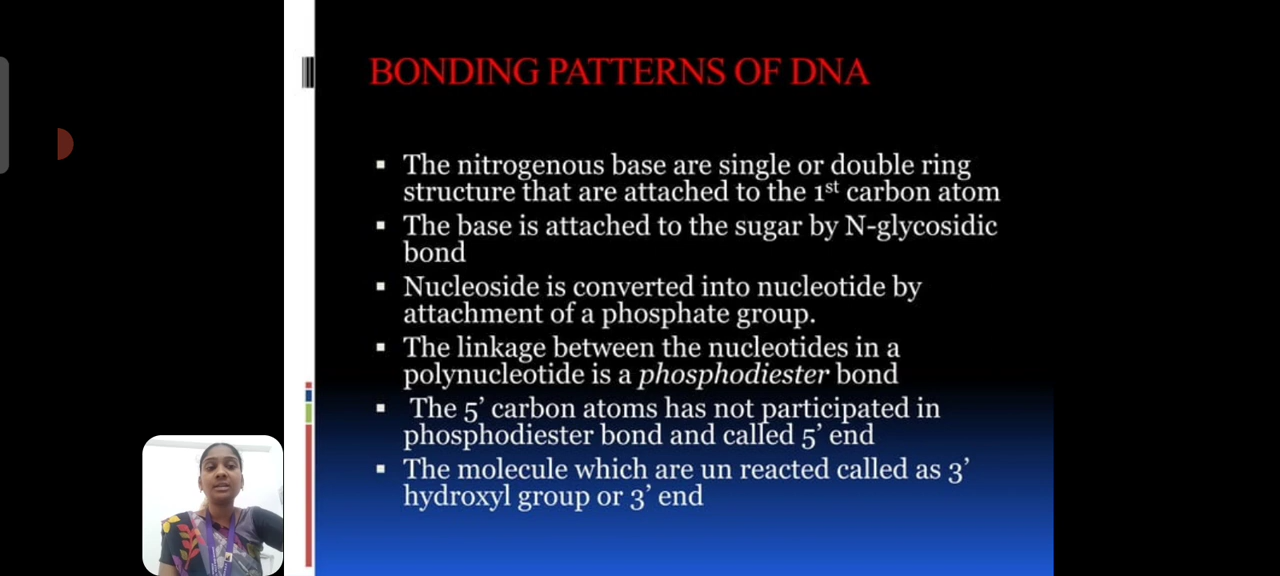 BONDING PATTERNS OF DNA
▪ The nitrogenous base are single or double ring
structure that are attached to the 1st carbon atom
▪ The base is attached to the sugar by N-glycosidic
bond
▪ Nucleoside is converted into nucleotide by
attachment of a phosphate group.
▪ The linkage between the nucleotides in a
polynucleotide is a phosphodiester bond
▪ The 5’ carbon atoms has not participated in
phosphodiester bond and called 5’ end
▪ The molecule which are un reacted called as 3’
hydroxyl group or 3’ end